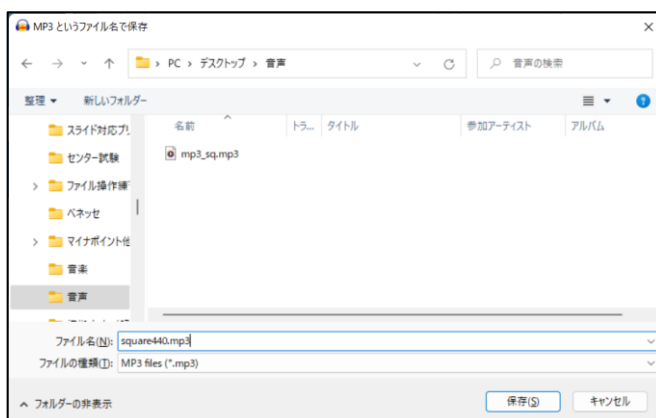 MP3 というファイル名で保存
PC › デスクトップ › 音声
音声の検索
整理
新しいフォルダー
名前 トラ... タイトル 参加アーティスト アルバム
mp3_sq.mp3
スライド対応プリ
センター試験
ファイル操作練
ベネッセ
マイナポイント他
音楽
音声
ファイル名(N): square440.mp3
ファイルの種類(T): MP3 files (*.mp3)
フォルダーの非表示
保存(S)
キャンセル